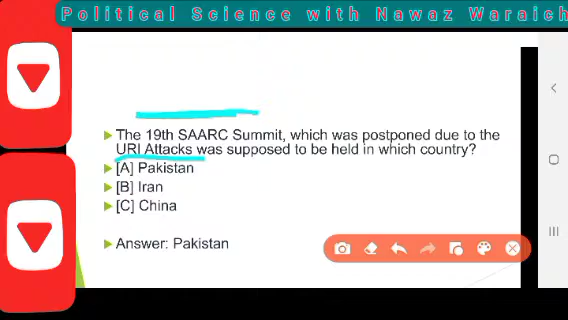 Political Science with Nawaz Waraich
The 19th SAARC Summit, which was postponed due to the
URI Attacks was supposed to be held in which country?
[A] Pakistan
[B] Iran
[C] China
Answer: Pakistan